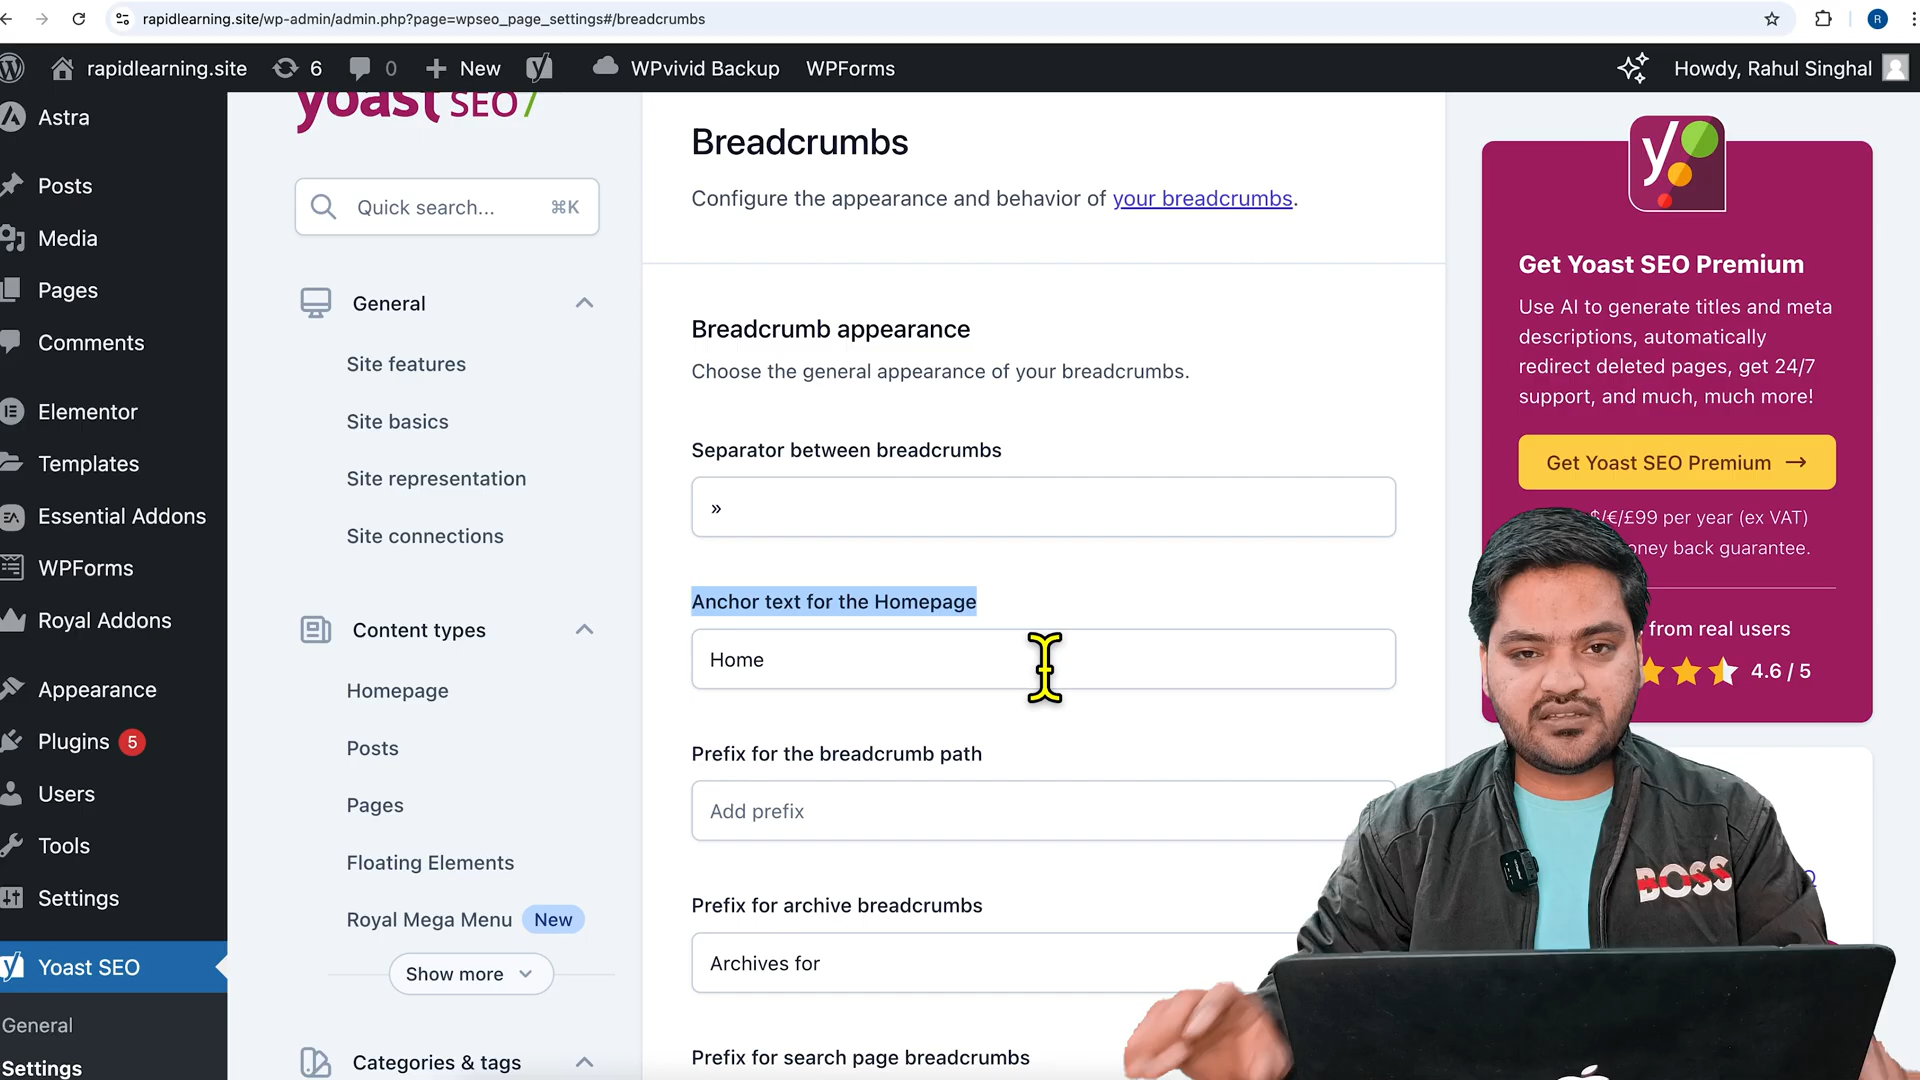 rapidlearning.site/wp-admin/admin.php?page=wpseo_page_settings#/breadcrumbs
R
rapidlearning.site
6
0
New
WPvivid Backup
WPForms
Howdy, Rahul Singhal
Astra
Posts
Media
Pages
Comments
Elementor
Templates
Essential Addons
WPForms
Royal Addons
Appearance
Plugins 5
Users
Tools
Settings
Yoast SEO
General
Settings
yoast SEO
Quick search... ⌘K
General
Site features
Site basics
Site representation
Site connections
Content types
Homepage
Posts
Pages
Floating Elements
Royal Mega Menu New
Show more
Categories & tags
Breadcrumbs
Configure the appearance and behavior of your breadcrumbs.
Breadcrumb appearance
Choose the general appearance of your breadcrumbs.
Separator between breadcrumbs
»
Anchor text for the Homepage
Home
Prefix for the breadcrumb path
Add prefix
Prefix for archive breadcrumbs
Archives for
Prefix for search page breadcrumbs
y
Get Yoast SEO Premium
Use AI to generate titles and meta
descriptions, automatically
redirect deleted pages, get 24/7
support, and much, much more!
Get Yoast SEO Premium →
$/€/£99 per year (ex VAT)
back guarantee.
from real users
4.6 / 5
BOSS